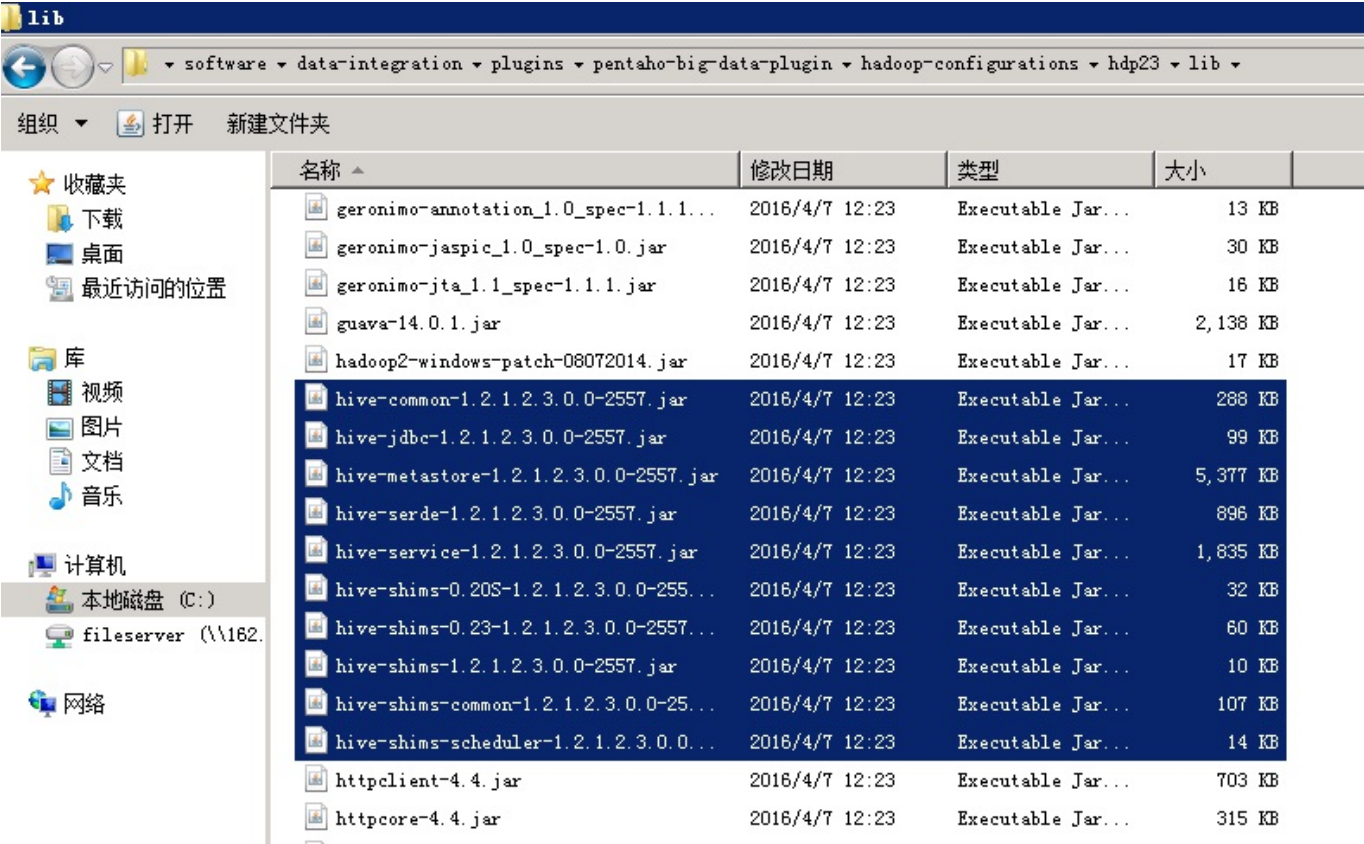 lib
software data-integration plugins pentaho-big-data-plugin hadoop-configurations hdp23 lib
组织 打开 新建文件夹
收藏夹
下载
桌面
最近访问的位置
库
视频
图片
文档
音乐
计算机
本地磁盘 (C:)
fileserver (\\162.
网络
名称 修改日期 类型 大小
geronimo-annotation_1.0_spec-1.1.1... 2016/4/7 12:23 Executable Jar... 13 KB
geronimo-jaspic_1.0_spec-1.0.jar 2016/4/7 12:23 Executable Jar... 30 KB
geronimo-jta_1.1_spec-1.1.1.jar 2016/4/7 12:23 Executable Jar... 16 KB
guava-14.0.1.jar 2016/4/7 12:23 Executable Jar... 2,138 KB
hadoop2-windows-patch-08072014.jar 2016/4/7 12:23 Executable Jar... 17 KB
hive-common-1.2.1.2.3.0.0-2557.jar 2016/4/7 12:23 Executable Jar... 288 KB
hive-jdbc-1.2.1.2.3.0.0-2557.jar 2016/4/7 12:23 Executable Jar... 99 KB
hive-metastore-1.2.1.2.3.0.0-2557.jar 2016/4/7 12:23 Executable Jar... 5,377 KB
hive-serde-1.2.1.2.3.0.0-2557.jar 2016/4/7 12:23 Executable Jar... 896 KB
hive-service-1.2.1.2.3.0.0-2557.jar 2016/4/7 12:23 Executable Jar... 1,835 KB
hive-shims-0.20S-1.2.1.2.3.0.0-255... 2016/4/7 12:23 Executable Jar... 32 KB
hive-shims-0.23-1.2.1.2.3.0.0-2557... 2016/4/7 12:23 Executable Jar... 60 KB
hive-shims-1.2.1.2.3.0.0-2557.jar 2016/4/7 12:23 Executable Jar... 10 KB
hive-shims-common-1.2.1.2.3.0.0-25... 2016/4/7 12:23 Executable Jar... 107 KB
hive-shims-scheduler-1.2.1.2.3.0.0... 2016/4/7 12:23 Executable Jar... 14 KB
httpclient-4.4.jar 2016/4/7 12:23 Executable Jar... 703 KB
httpcore-4.4.jar 2016/4/7 12:23 Executable Jar... 315 KB